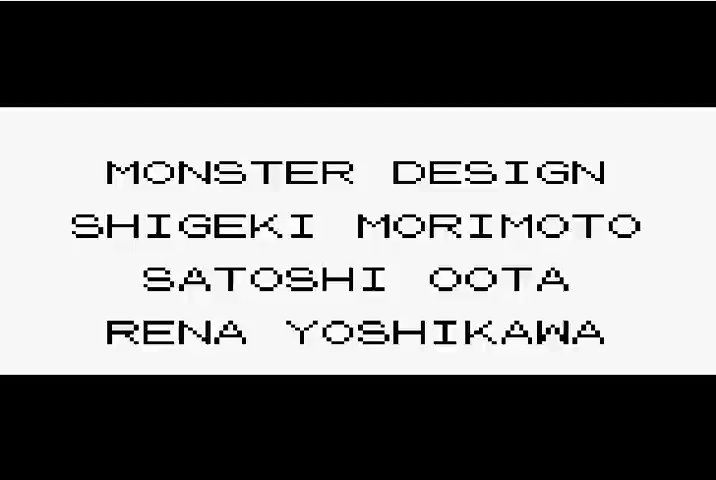 MONSTER DESIGN
SHIGEKI MORIMOTO
SATOSHI OOTA
RENA YOSHIKAWA